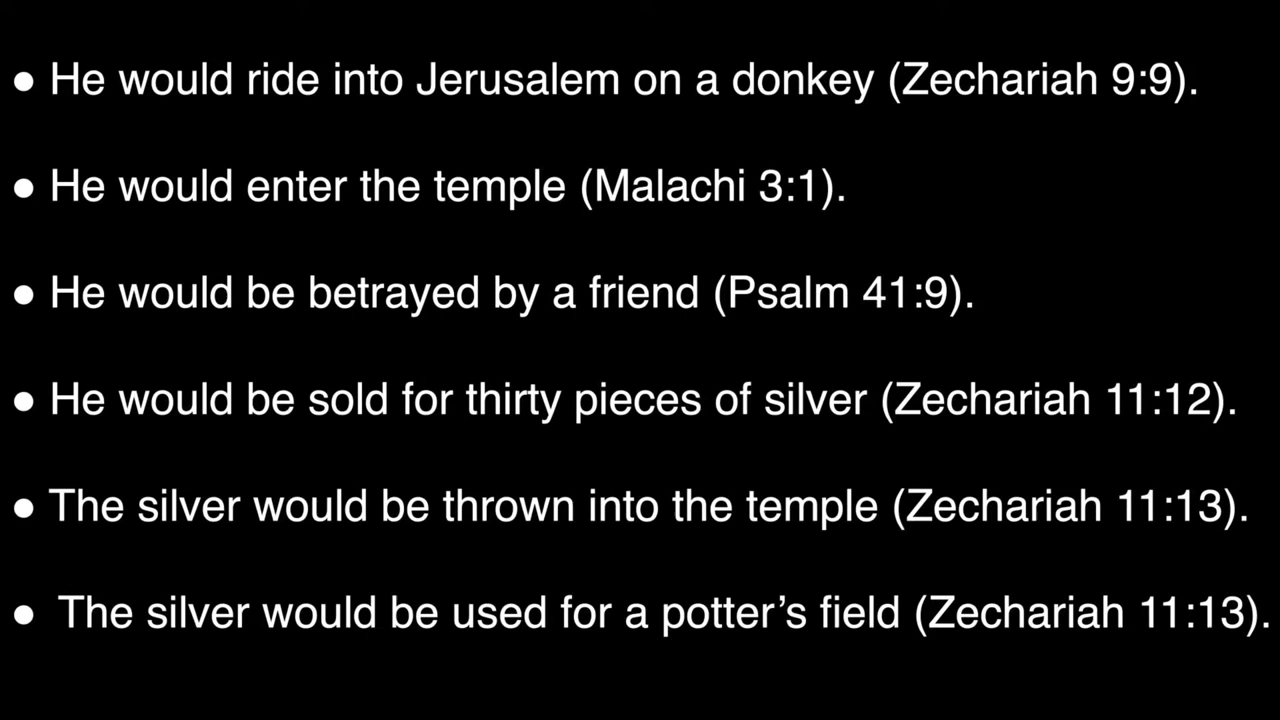 ● He would ride into Jerusalem on a donkey (Zechariah 9:9).
● He would enter the temple (Malachi 3:1).
● He would be betrayed by a friend (Psalm 41:9).
● He would be sold for thirty pieces of silver (Zechariah 11:12).
● The silver would be thrown into the temple (Zechariah 11:13).
● The silver would be used for a potter’s field (Zechariah 11:13).